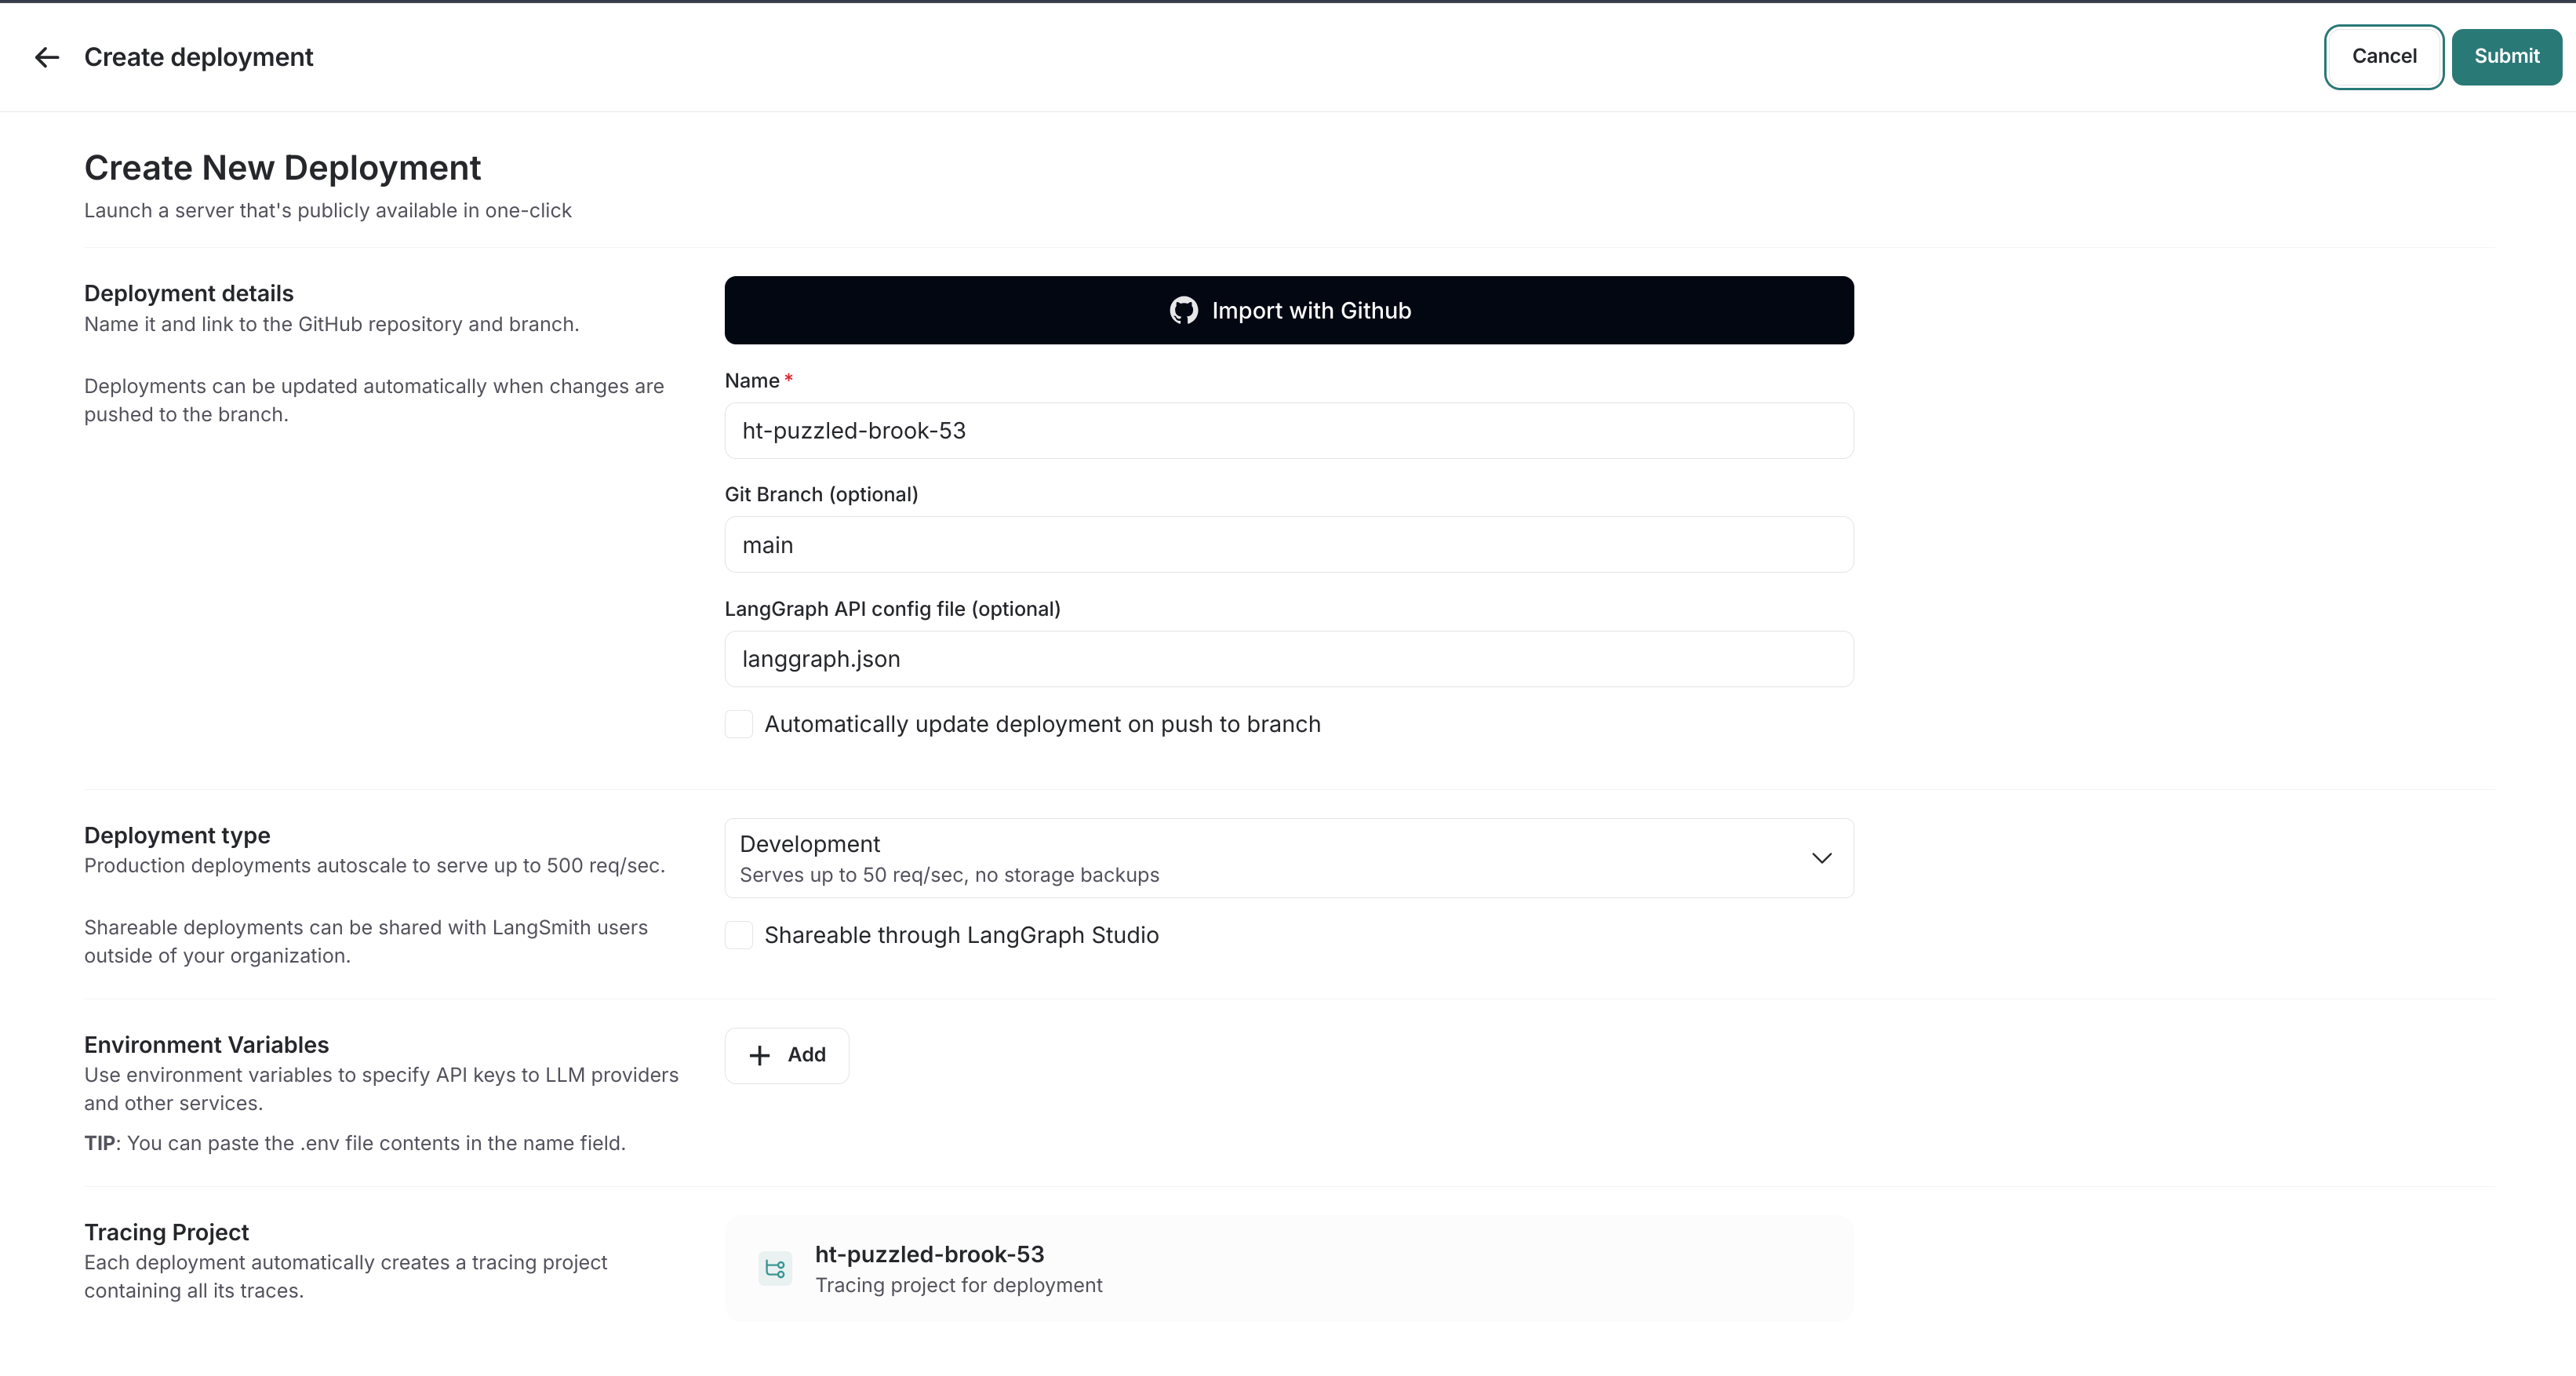 Create deployment
Cancel
Submit
Create New Deployment
Launch a server that's publicly available in one-click
Deployment details
Name it and link to the GitHub repository and branch.
Deployments can be updated automatically when changes are
pushed to the branch.
Import with Github
Name *
ht-puzzled-brook-53
Git Branch (optional)
main
LangGraph API config file (optional)
langgraph.json
Automatically update deployment on push to branch
Deployment type
Production deployments autoscale to serve up to 500 req/sec.
Shareable deployments can be shared with LangSmith users
outside of your organization.
Development
Serves up to 50 req/sec, no storage backups
Shareable through LangGraph Studio
Environment Variables
Use environment variables to specify API keys to LLM providers
and other services.
TIP: You can paste the .env file contents in the name field.
Add
Tracing Project
Each deployment automatically creates a tracing project
containing all its traces.
ht-puzzled-brook-53
Tracing project for deployment